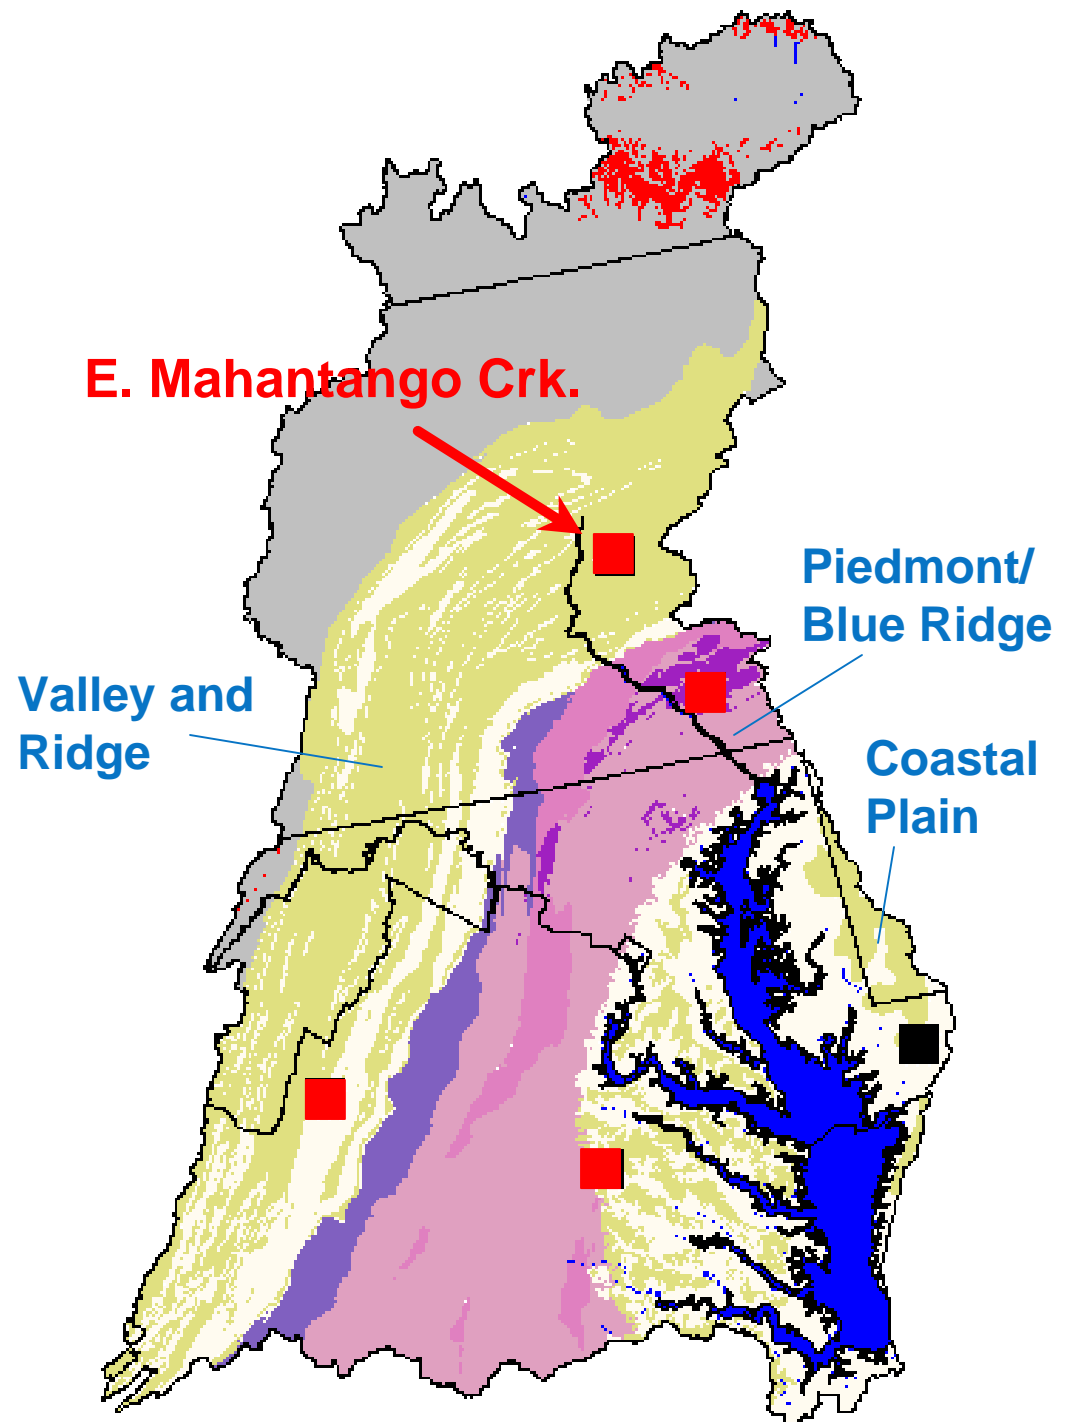 E. Mahantango Crk.
Piedmont/
Blue Ridge
Valley and
Ridge
Coastal
Plain